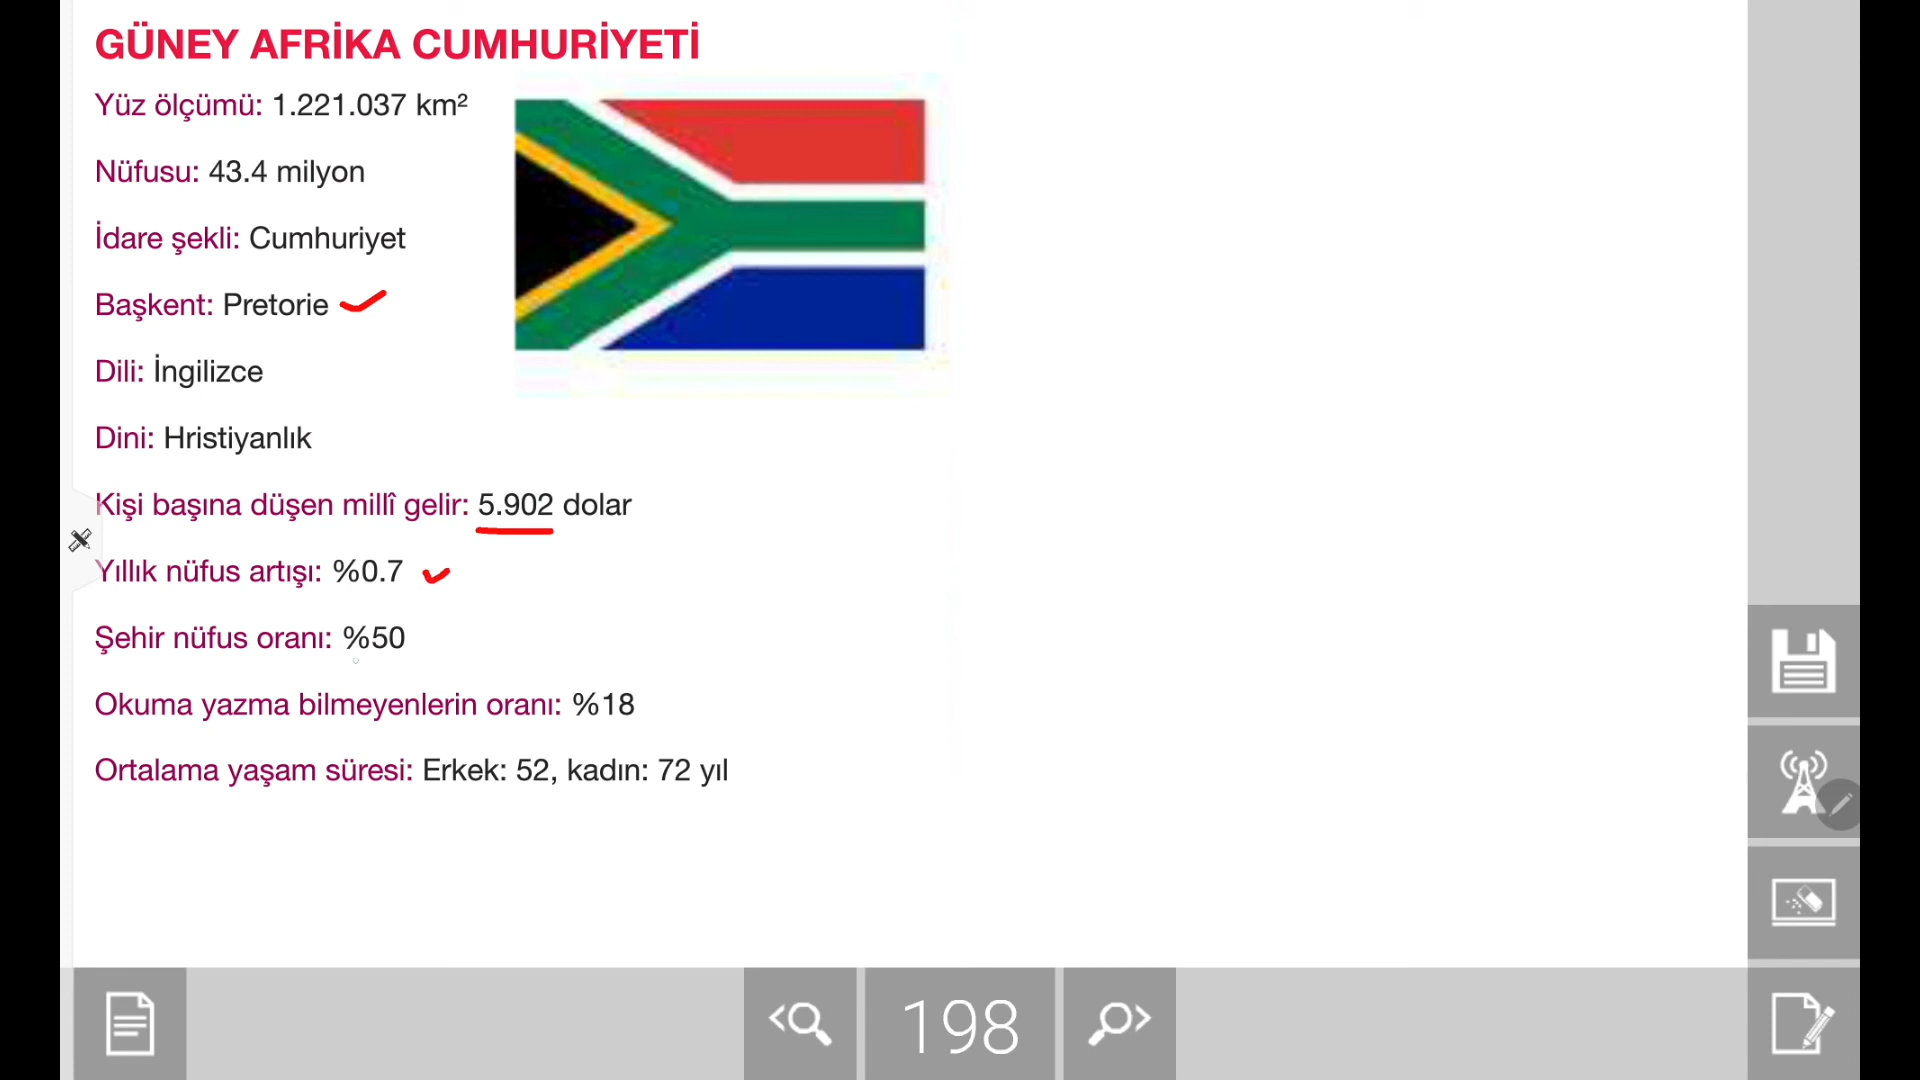 GÜNEY AFRİKA CUMHURİYETİ
Yüz ölçümü: 1.221.037 km²
Nüfusu: 43.4 milyon
İdare şekli: Cumhuriyet
Başkent: Pretorie
Dili: İngilizce
Dini: Hristiyanlık
Kişi başına düşen millî gelir: 5.902 dolar
Yıllık nüfus artışı: %0.7
Şehir nüfus oranı: %50
Okuma yazma bilmeyenlerin oranı: %18
Ortalama yaşam süresi: Erkek: 52, kadın: 72 yıl
198